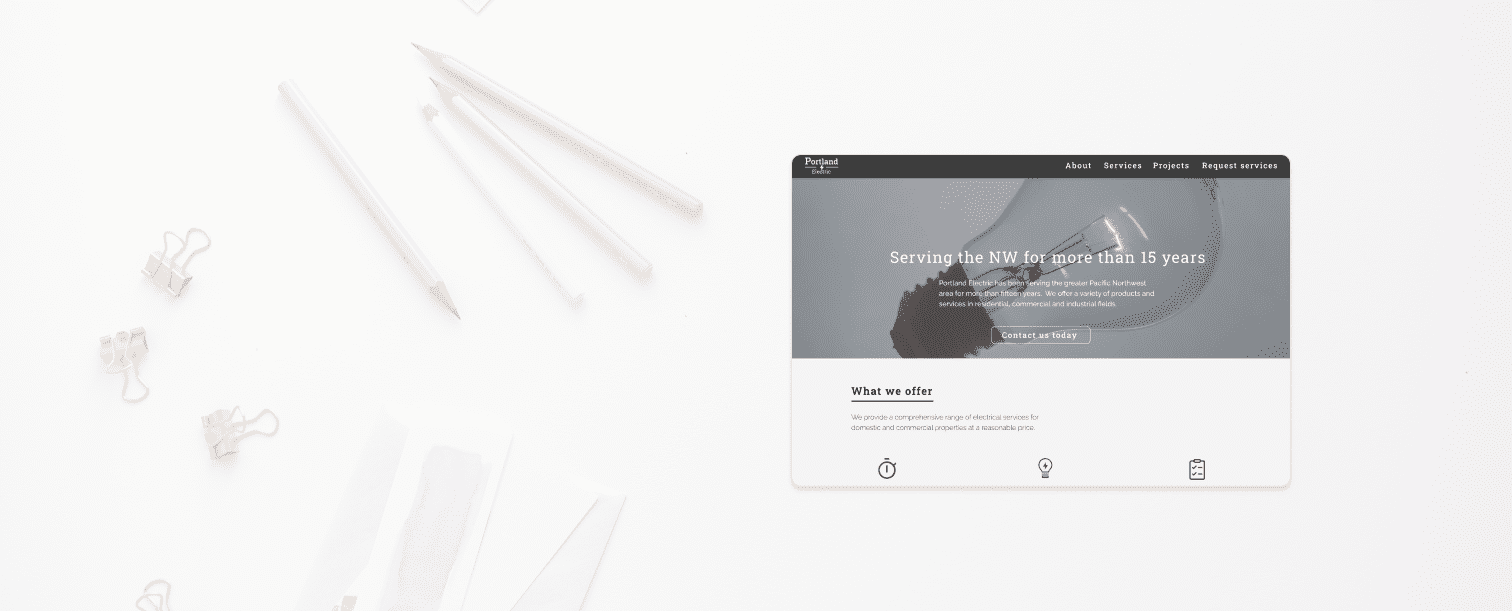 Portland
Electric
About Services Projects Request services
Serving the NW for more than 15 years
Portland Electric has been serving the greater Pacific Northwest
area for more than fifteen years. We offer a variety of products and
services in residential, commercial and industrial fields.
Contact us today
What we offer
We provide a comprehensive range of electrical services for
domestic and commercial properties at a reasonable price.